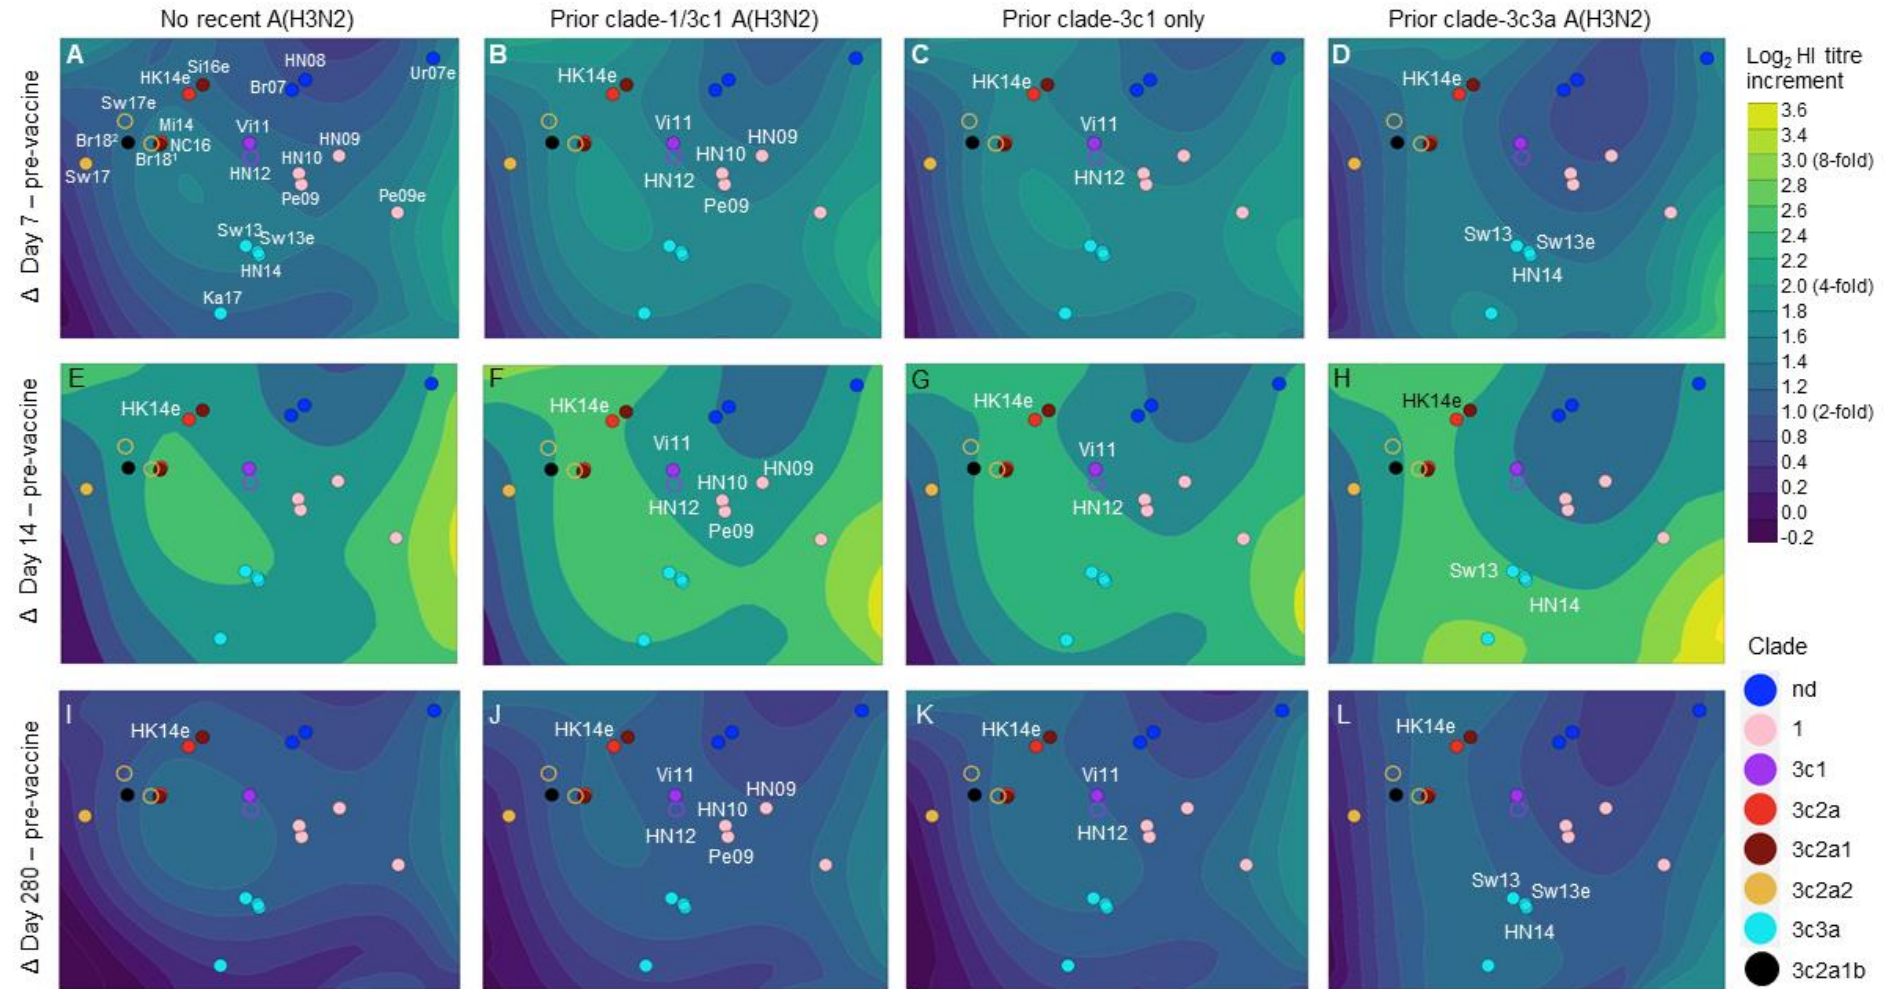 No recent A(H3N2)
Prior clade-1/3c1 A(H3N2)
Prior clade-3c1 only
Prior clade-3c3a A(H3N2)
Δ Day 7 – pre-vaccine
A
Si16e
HN08
HK14e
Br07
Ur07e
Sw17e
Mi14
Vi11
Br18²
NC16
HN09
Br18¹
HN10
Sw17
HN12
Pe09
Pe09e
Sw13
Sw13e
HN14
Ka17
B
HK14e
Vi11
HN09
HN10
HN12
Pe09
C
HK14e
Vi11
HN12
D
HK14e
Sw13
Sw13e
HN14
Log₂ HI titre
increment
3.6
3.4
3.0 (8-fold)
2.8
2.6
2.4
2.2
2.0 (4-fold)
1.8
1.6
1.4
1.2
1.0 (2-fold)
0.8
0.4
0.2
0.0
-0.2
Δ Day 14 – pre-vaccine
E
HK14e
F
HK14e
Vi11
HN09
HN10
HN12
Pe09
G
HK14e
Vi11
HN12
H
HK14e
Sw13
HN14
Δ Day 280 – pre-vaccine
I
HK14e
J
HK14e
Vi11
HN09
HN10
HN12
Pe09
K
HK14e
Vi11
HN12
L
HK14e
Sw13
Sw13e
HN14
Clade
nd
1
3c1
3c2a
3c2a1
3c2a2
3c3a
3c2a1b